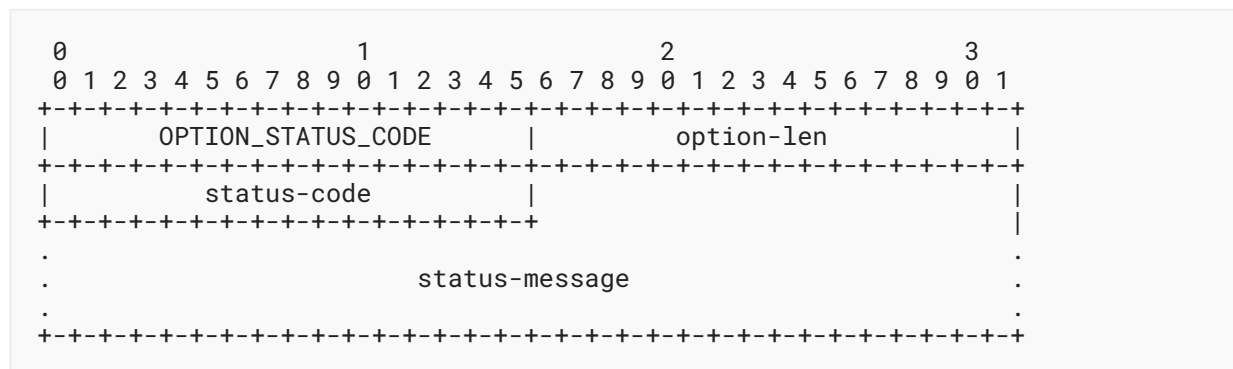 0                   1                   2                   3
 0 1 2 3 4 5 6 7 8 9 0 1 2 3 4 5 6 7 8 9 0 1 2 3 4 5 6 7 8 9 0 1
+-+-+-+-+-+-+-+-+-+-+-+-+-+-+-+-+-+-+-+-+-+-+-+-+-+-+-+-+-+-+-+-+
|       OPTION_STATUS_CODE      |         option-len            |
+-+-+-+-+-+-+-+-+-+-+-+-+-+-+-+-+-+-+-+-+-+-+-+-+-+-+-+-+-+-+-+-+
|          status-code          |                               |
+-+-+-+-+-+-+-+-+-+-+-+-+-+-+-+-+                               |
.                                                               .
.                        status-message                         .
.                                                               .
+-+-+-+-+-+-+-+-+-+-+-+-+-+-+-+-+-+-+-+-+-+-+-+-+-+-+-+-+-+-+-+-+